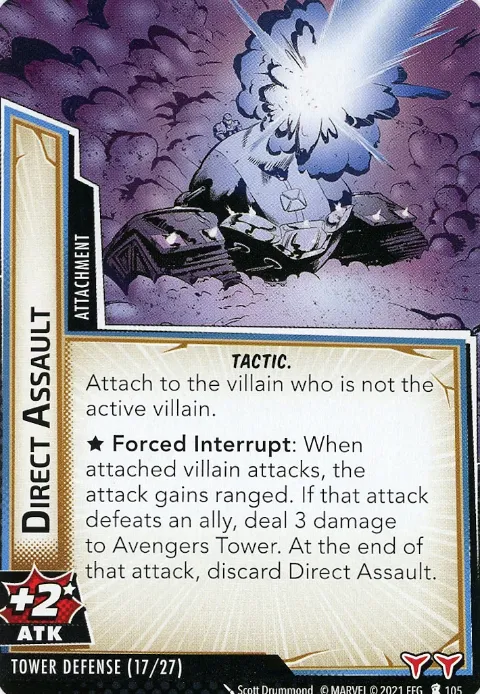 ATTACHMENT
DIRECT ASSAULT
TACTIC.
Attach to the villain who is not the
active villain.
★ Forced Interrupt: When
attached villain attacks, the
attack gains ranged. If that attack
defeats an ally, deal 3 damage
to Avengers Tower. At the end of
that attack, discard Direct Assault.
+2★
ATK
TOWER DEFENSE (17/27)
Scott Drummond © MARVEL © 2021 FFG 105